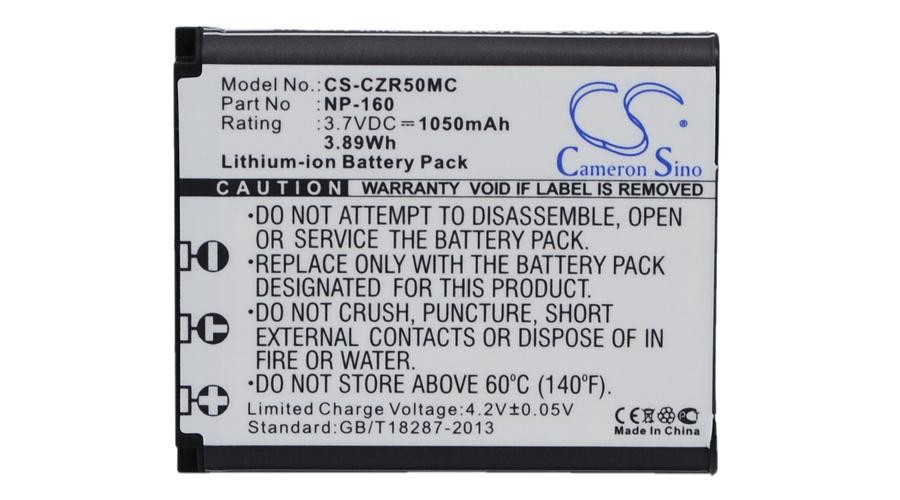 Model No.: CS-CZR50MC
Part No : NP-160
Rating : 3.7VDC⎓1050mAh
3.89Wh
Lithium-ion Battery Pack
CS ®
Cameron Sino
CAUTION WARRANTY VOID IF LABEL IS REMOVED
•DO NOT ATTEMPT TO DISASSEMBLE, OPEN
OR SERVICE THE BATTERY PACK.
•REPLACE ONLY WITH THE BATTERY PACK
DESIGNATED FOR THIS EQUIPMENT.
•DO NOT CRUSH, PUNCTURE, SHORT
EXTERNAL CONTACTS OR DISPOSE OF
IN FIRE OR WATER.
•DO NOT STORE ABOVE 60°C (140°F).
Limited Charge Voltage:4.2V±0.05V
Standard:GB/T18287-2013
CE FC
Made In China
− C +